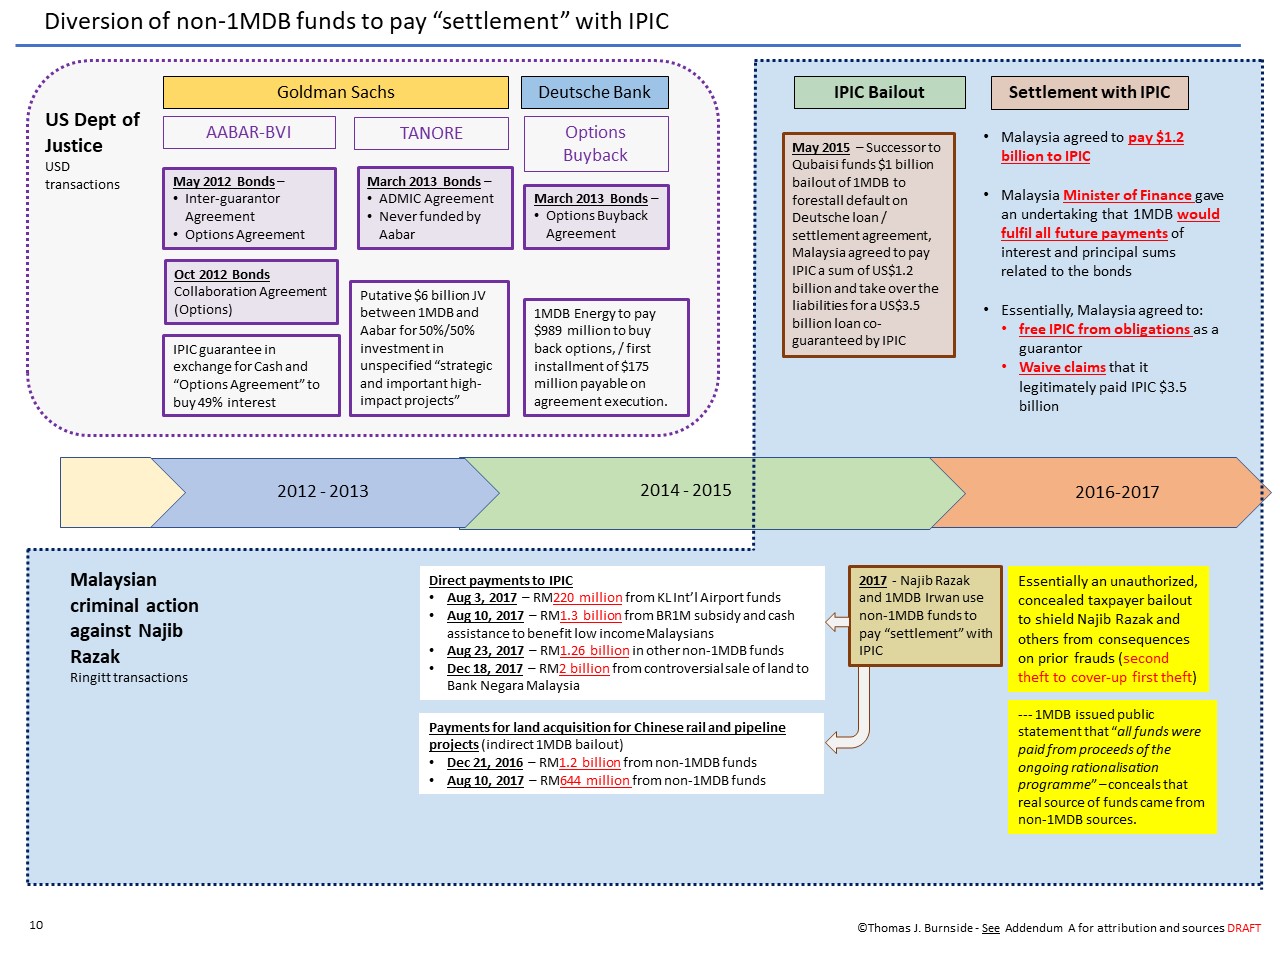 Diversion of non-1MDB funds to pay “settlement” with IPIC
US Dept of
Justice
USD
transactions
Goldman Sachs
Deutsche Bank
AABAR-BVI
TANORE
Options
Buyback
May 2012 Bonds –
• Inter-guarantor
Agreement
• Options Agreement
March 2013 Bonds –
• ADMIC Agreement
• Never funded by
Aabar
March 2013 Bonds –
• Options Buyback
Agreement
Oct 2012 Bonds
Collaboration Agreement
(Options)
IPIC guarantee in
exchange for Cash and
“Options Agreement” to
buy 49% interest
Putative $6 billion JV
between 1MDB and
Aabar for 50%/50%
investment in
unspecified “strategic
and important high-
impact projects”
1MDB Energy to pay
$989 million to buy
back options, / first
installment of $175
million payable on
agreement execution.
IPIC Bailout
Settlement with IPIC
May 2015 – Successor to
Qubaisi funds $1 billion
bailout of 1MDB to
forestall default on
Deutsche loan /
settlement agreement,
Malaysia agreed to pay
IPIC a sum of US$1.2
billion and take over the
liabilities for a US$3.5
billion loan co-
guaranteed by IPIC
• Malaysia agreed to pay $1.2
billion to IPIC
• Malaysia Minister of Finance gave
an undertaking that 1MDB would
fulfil all future payments of
interest and principal sums
related to the bonds
• Essentially, Malaysia agreed to:
• free IPIC from obligations as a
guarantor
• Waive claims that it
legitimately paid IPIC $3.5
billion
2012 - 2013
2014 - 2015
2016-2017
Malaysian
criminal action
against Najib
Razak
Ringitt transactions
Direct payments to IPIC
• Aug 3, 2017 – RM220 million from KL Int’l Airport funds
• Aug 10, 2017 – RM1.3 billion from BR1M subsidy and cash
assistance to benefit low income Malaysians
• Aug 23, 2017 – RM1.26 billion in other non-1MDB funds
• Dec 18, 2017 – RM2 billion from controversial sale of land to
Bank Negara Malaysia
Payments for land acquisition for Chinese rail and pipeline
projects (indirect 1MDB bailout)
• Dec 21, 2016 – RM1.2 billion from non-1MDB funds
• Aug 10, 2017 – RM644 million from non-1MDB funds
2017 - Najib Razak
and 1MDB Irwan use
non-1MDB funds to
pay “settlement” with
IPIC
Essentially an unauthorized,
concealed taxpayer bailout
to shield Najib Razak and
others from consequences
on prior frauds (second
theft to cover-up first theft)
--- 1MDB issued public
statement that “all funds were
paid from proceeds of the
ongoing rationalisation
programme” – conceals that
real source of funds came from
non-1MDB sources.
10
©Thomas J. Burnside - See Addendum A for attribution and sources DRAFT